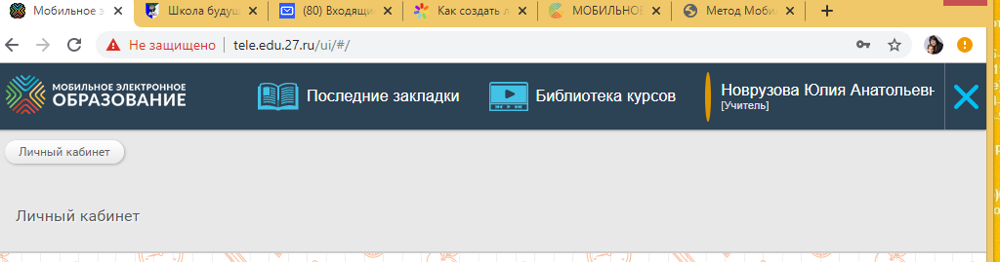 Мобильное э
Школа будущ
(80) Входящи
Как создать л
МОБИЛЬНОЕ
Метод Моби
Не защищено
tele.edu.27.ru/ui/#/
МОБИЛЬНОЕ ЭЛЕКТРОННОЕ
ОБРАЗОВАНИЕ
Последние закладки
Библиотека курсов
Новрузова Юлия Анатольевн
[Учитель]
Личный кабинет
Личный кабинет